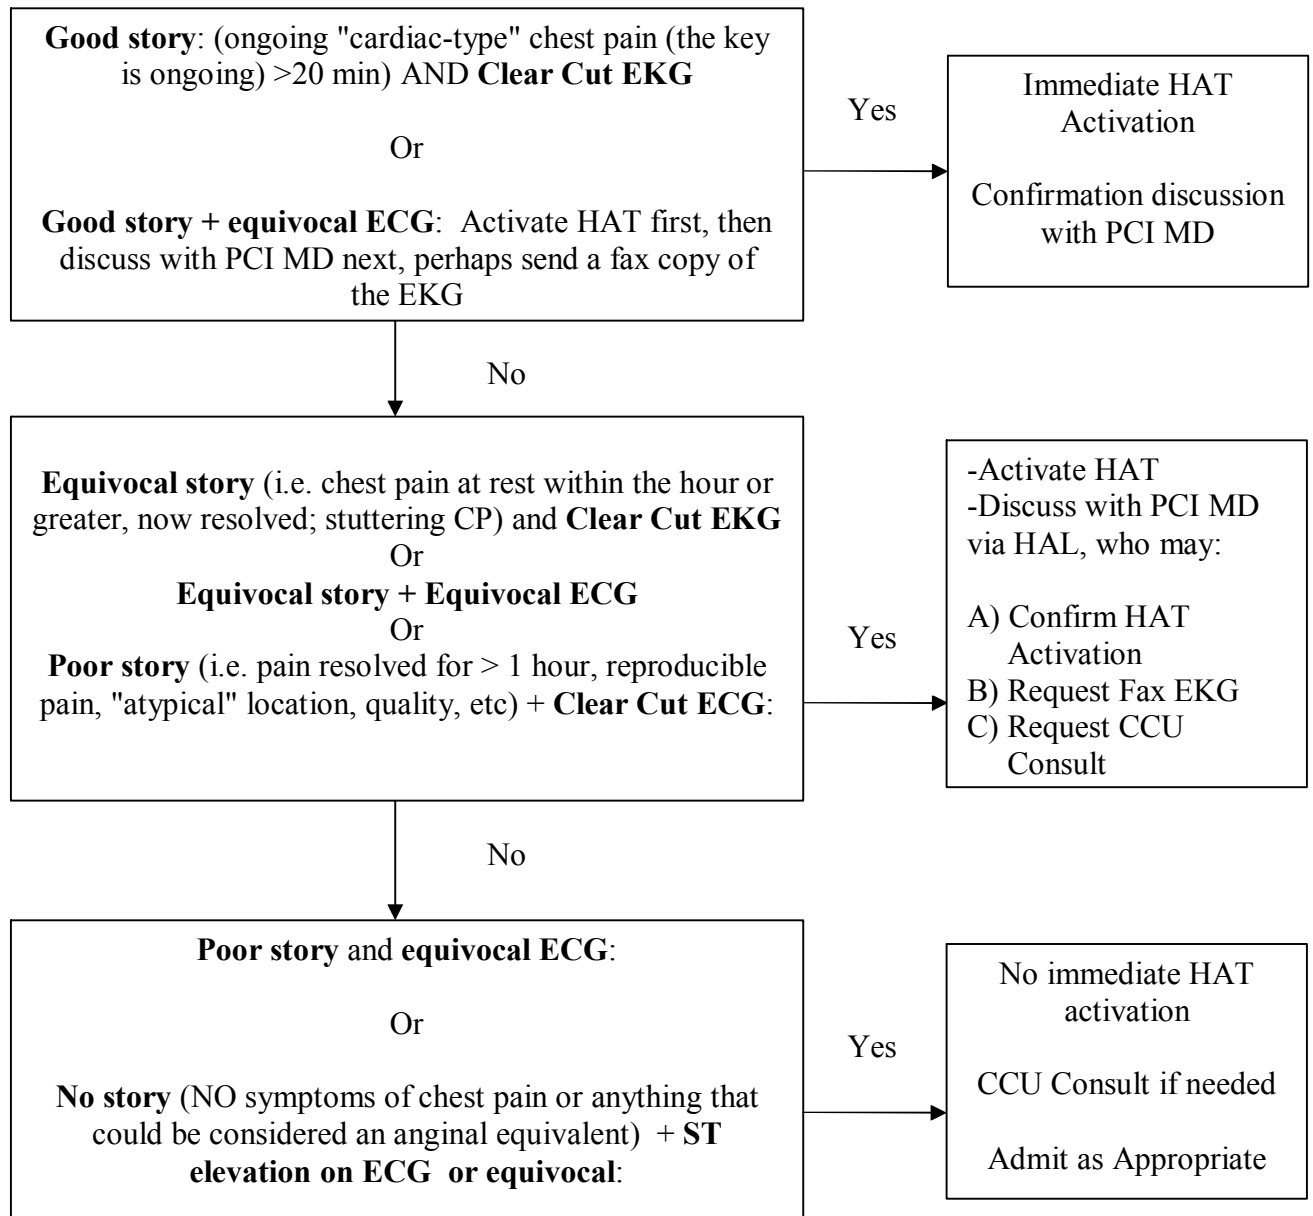 Good story: (ongoing "cardiac-type" chest pain (the key
is ongoing) >20 min) AND Clear Cut EKG
Or
Good story + equivocal ECG: Activate HAT first, then
discuss with PCI MD next, perhaps send a fax copy of
the EKG
Yes
Immediate HAT
Activation
Confirmation discussion
with PCI MD
No
Equivocal story (i.e. chest pain at rest within the hour or
greater, now resolved; stuttering CP) and Clear Cut EKG
Or
Equivocal story + Equivocal ECG
Or
Poor story (i.e. pain resolved for > 1 hour, reproducible
pain, "atypical" location, quality, etc) + Clear Cut ECG:
Yes
-Activate HAT
-Discuss with PCI MD
via HAL, who may:
A) Confirm HAT
Activation
B) Request Fax EKG
C) Request CCU
Consult
No
Poor story and equivocal ECG:
Or
No story (NO symptoms of chest pain or anything that
could be considered an anginal equivalent) + ST
elevation on ECG or equivocal:
Yes
No immediate HAT
activation
CCU Consult if needed
Admit as Appropriate